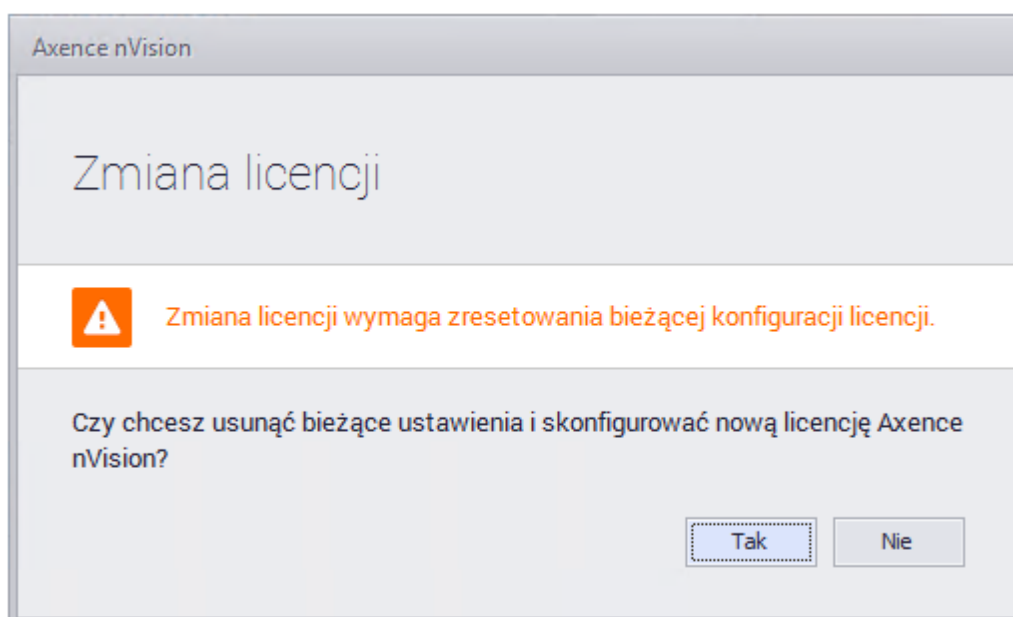 Axence nVision
Zmiana licencji
Zmiana licencji wymaga zresetowania bieżącej konfiguracji licencji.
Czy chcesz usunąć bieżące ustawienia i skonfigurować nową licencję Axence
nVision?
Tak
Nie